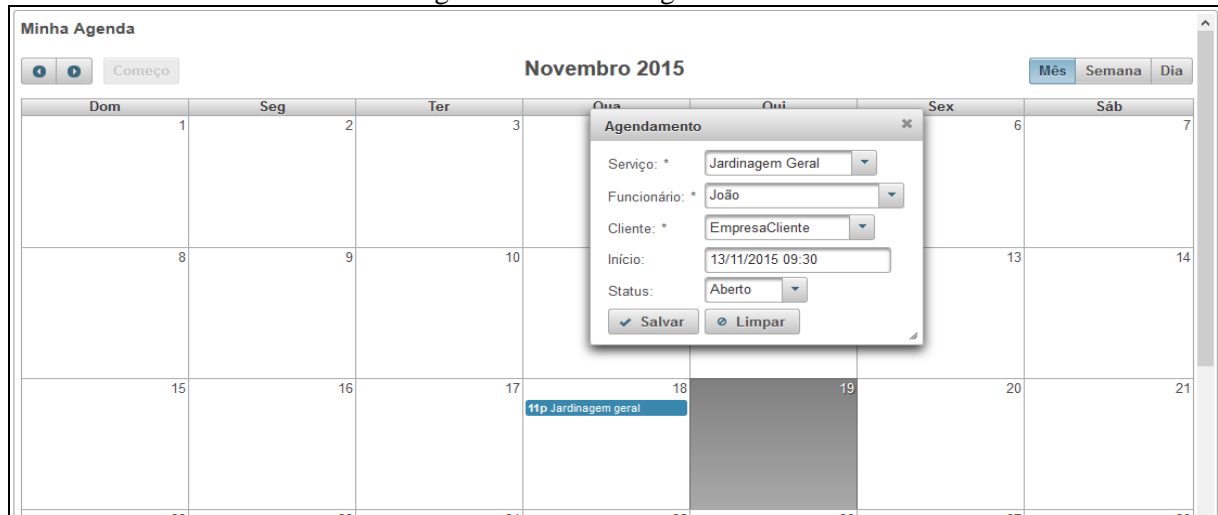 Minha Agenda
Começo
Novembro 2015
Mês Semana Dia
Dom Seg Ter Qua Qui Sex Sáb
1 2 3 6 7
Agendamento
Serviço: * Jardinagem Geral
Funcionário: * João
Cliente: * EmpresaCliente
Início: 13/11/2015 09:30
Status: Aberto
Salvar Limpar
8 9 10 13 14
15 16 17 18 19 20 21
11p Jardinagem geral